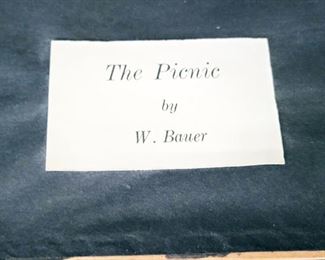 The Picnic
by
W. Bauer